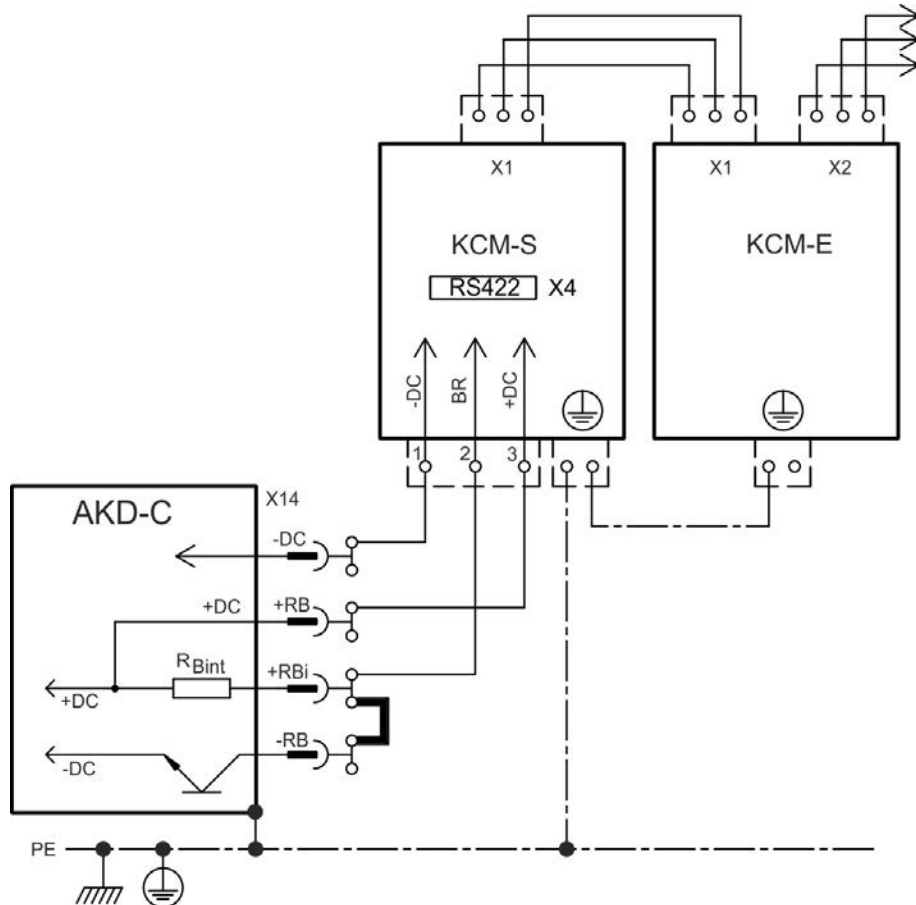 X1
X1 X2
KCM-S
KCM-E
RS422 X4
-DC
BR
+DC
1 2 3
AKD-C
X14
-DC
+DC +RB
RBint
+RBi
+DC
-RB
-DC
PE